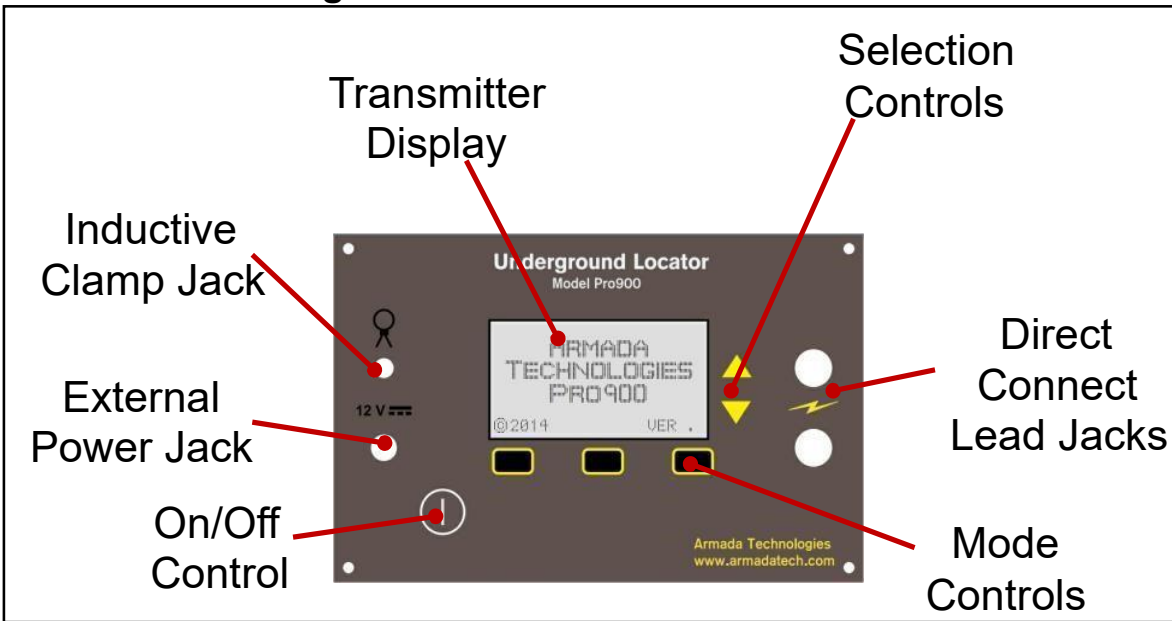 Selection
Controls
Transmitter
Display
Inductive
Clamp Jack
Underground Locator
Model Pro900
ARMADA
TECHNOLOGIES
PRO900
©2014 VER .
Direct
Connect
Lead Jacks
External
Power Jack
12 V
On/Off
Control
Armada Technologies
www.armadatech.com
Mode
Controls